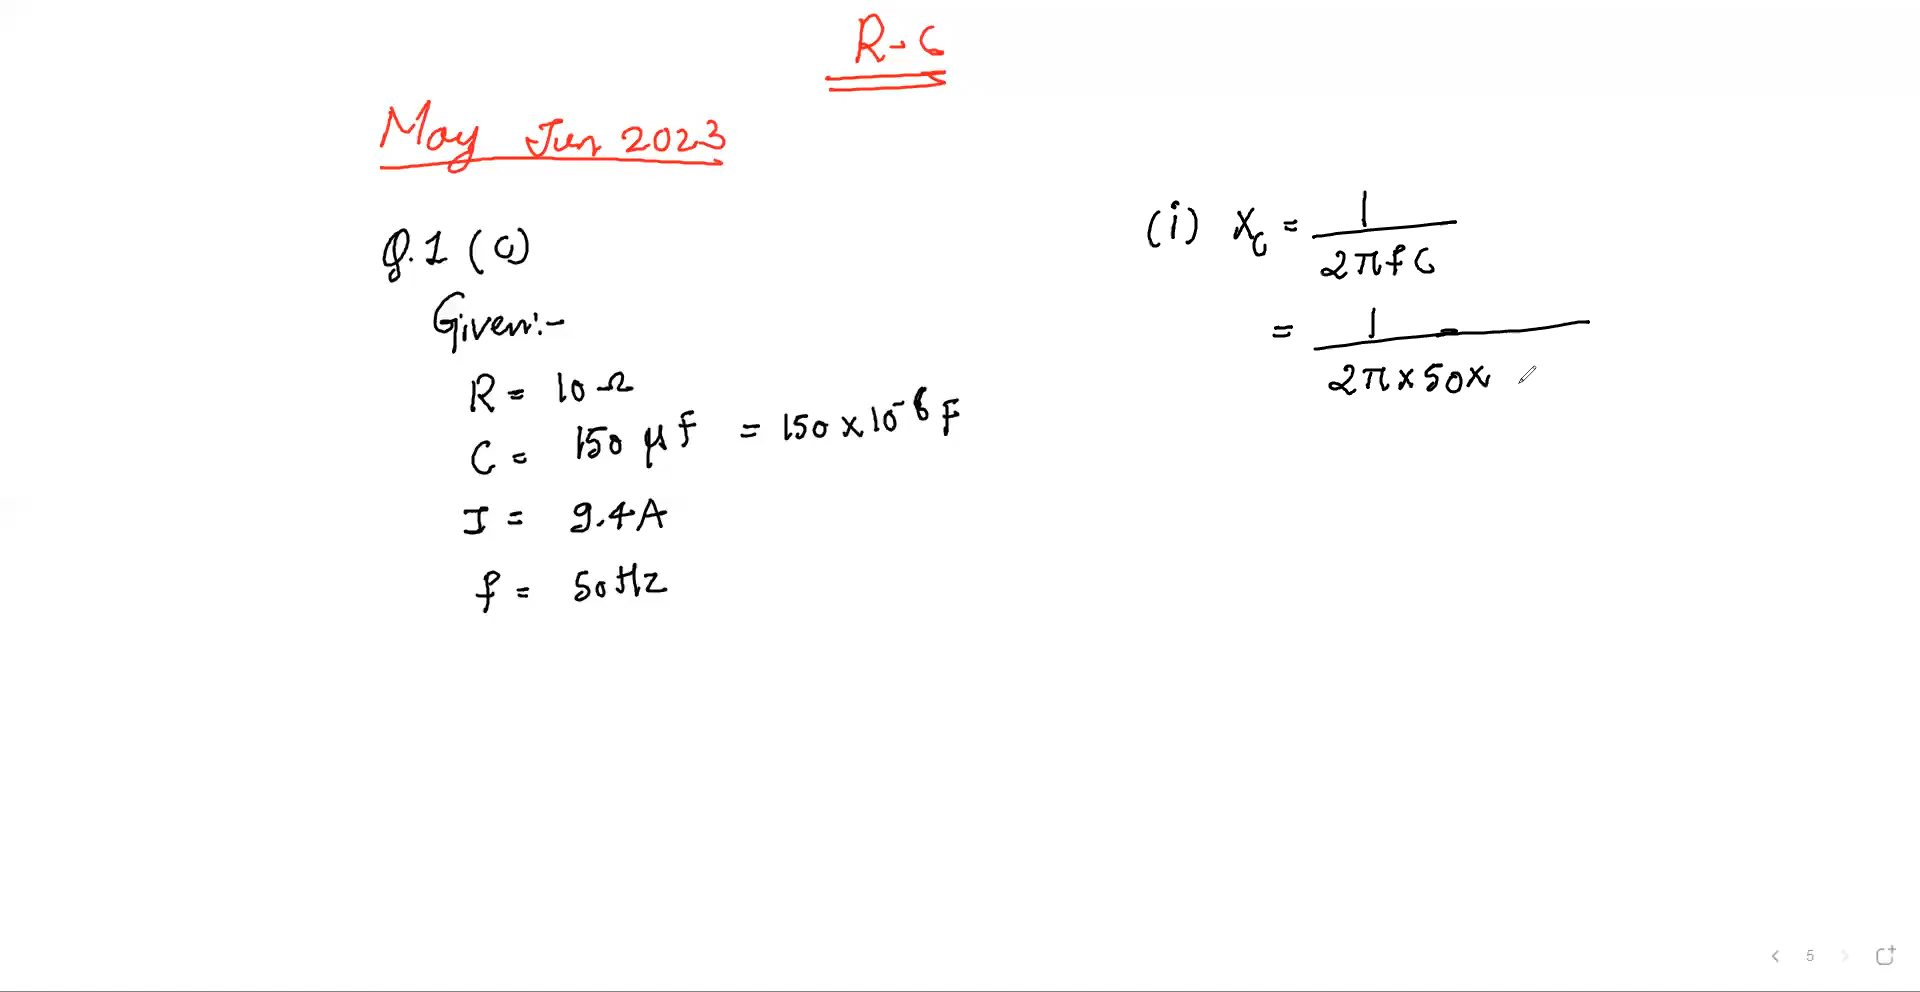 R-C
May Jun 2023
Q.1 (c)
Given:-
R = 10 Ω
C = 150 μF = 150 × 10⁻⁶ F
I = 9.4A
f = 50Hz
(i) X_C = 1 / 2πfC
= 1 / 2π × 50 ×
5